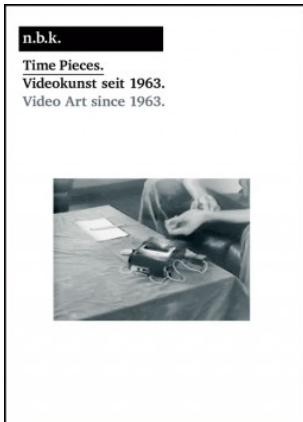 n.b.k.
Time Pieces.
Videokunst seit 1963.
Video Art since 1963.